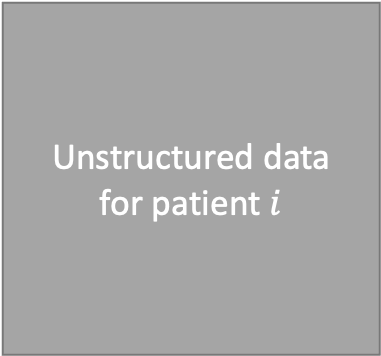 Unstructured data
for patient 𝑖